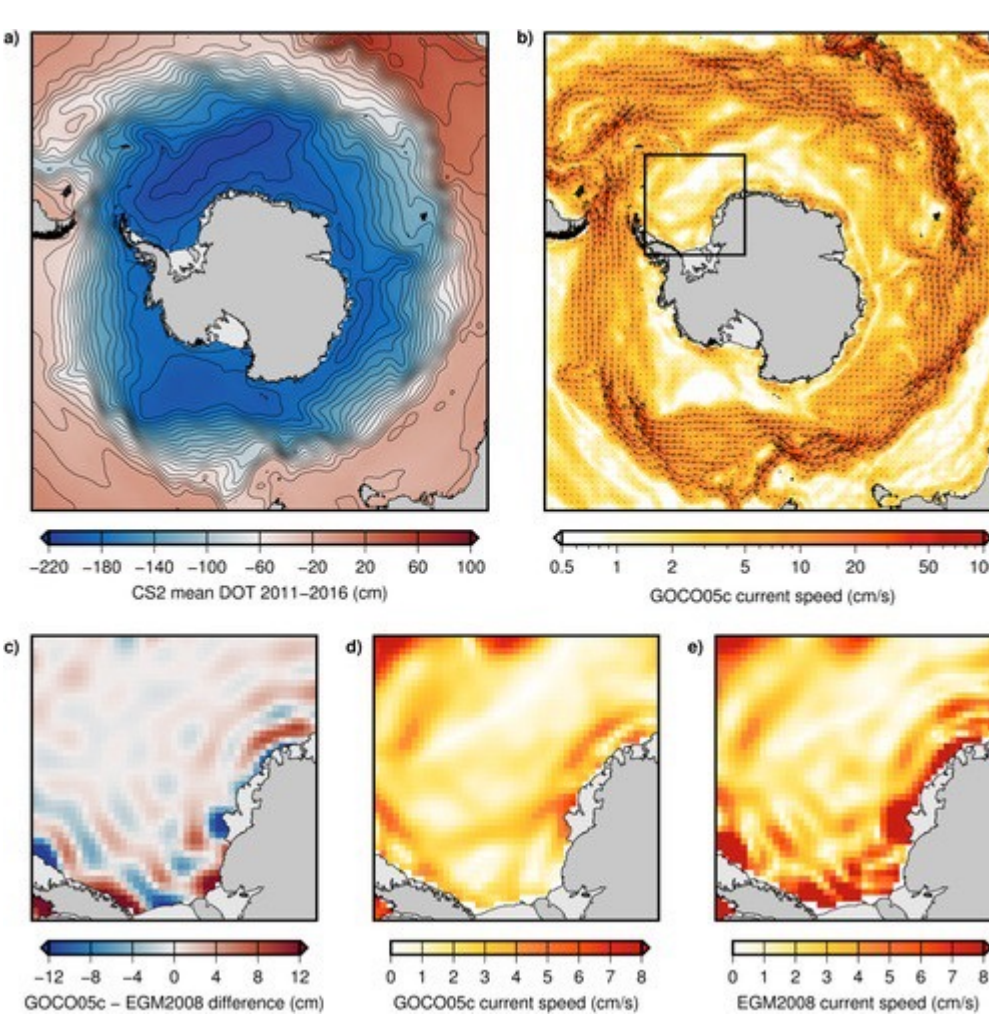 a)
b)
−220 −180 −140 −100 −60 −20 20 60 100
CS2 mean DOT 2011−2016 (cm)
0.5 1 2 5 10 20 50 10
GOCO05c current speed (cm/s)
c)
d)
e)
−12 −8 −4 0 4 8 12
GOCO05c − EGM2008 difference (cm)
0 1 2 3 4 5 6 7 8
GOCO05c current speed (cm/s)
0 1 2 3 4 5 6 7 8
EGM2008 current speed (cm/s)